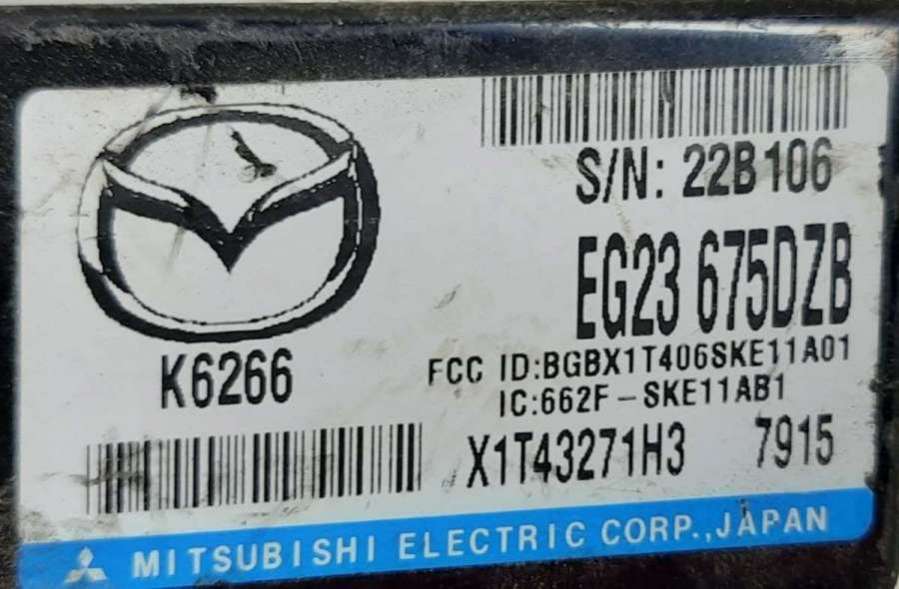 S/N: 22B106
EG23 675DZB
K6266
FCC ID:BGBX1T406SKE11A01
IC:662F-SKE11AB1
X1T43271H3 7915
MITSUBISHI ELECTRIC CORP.,JAPAN